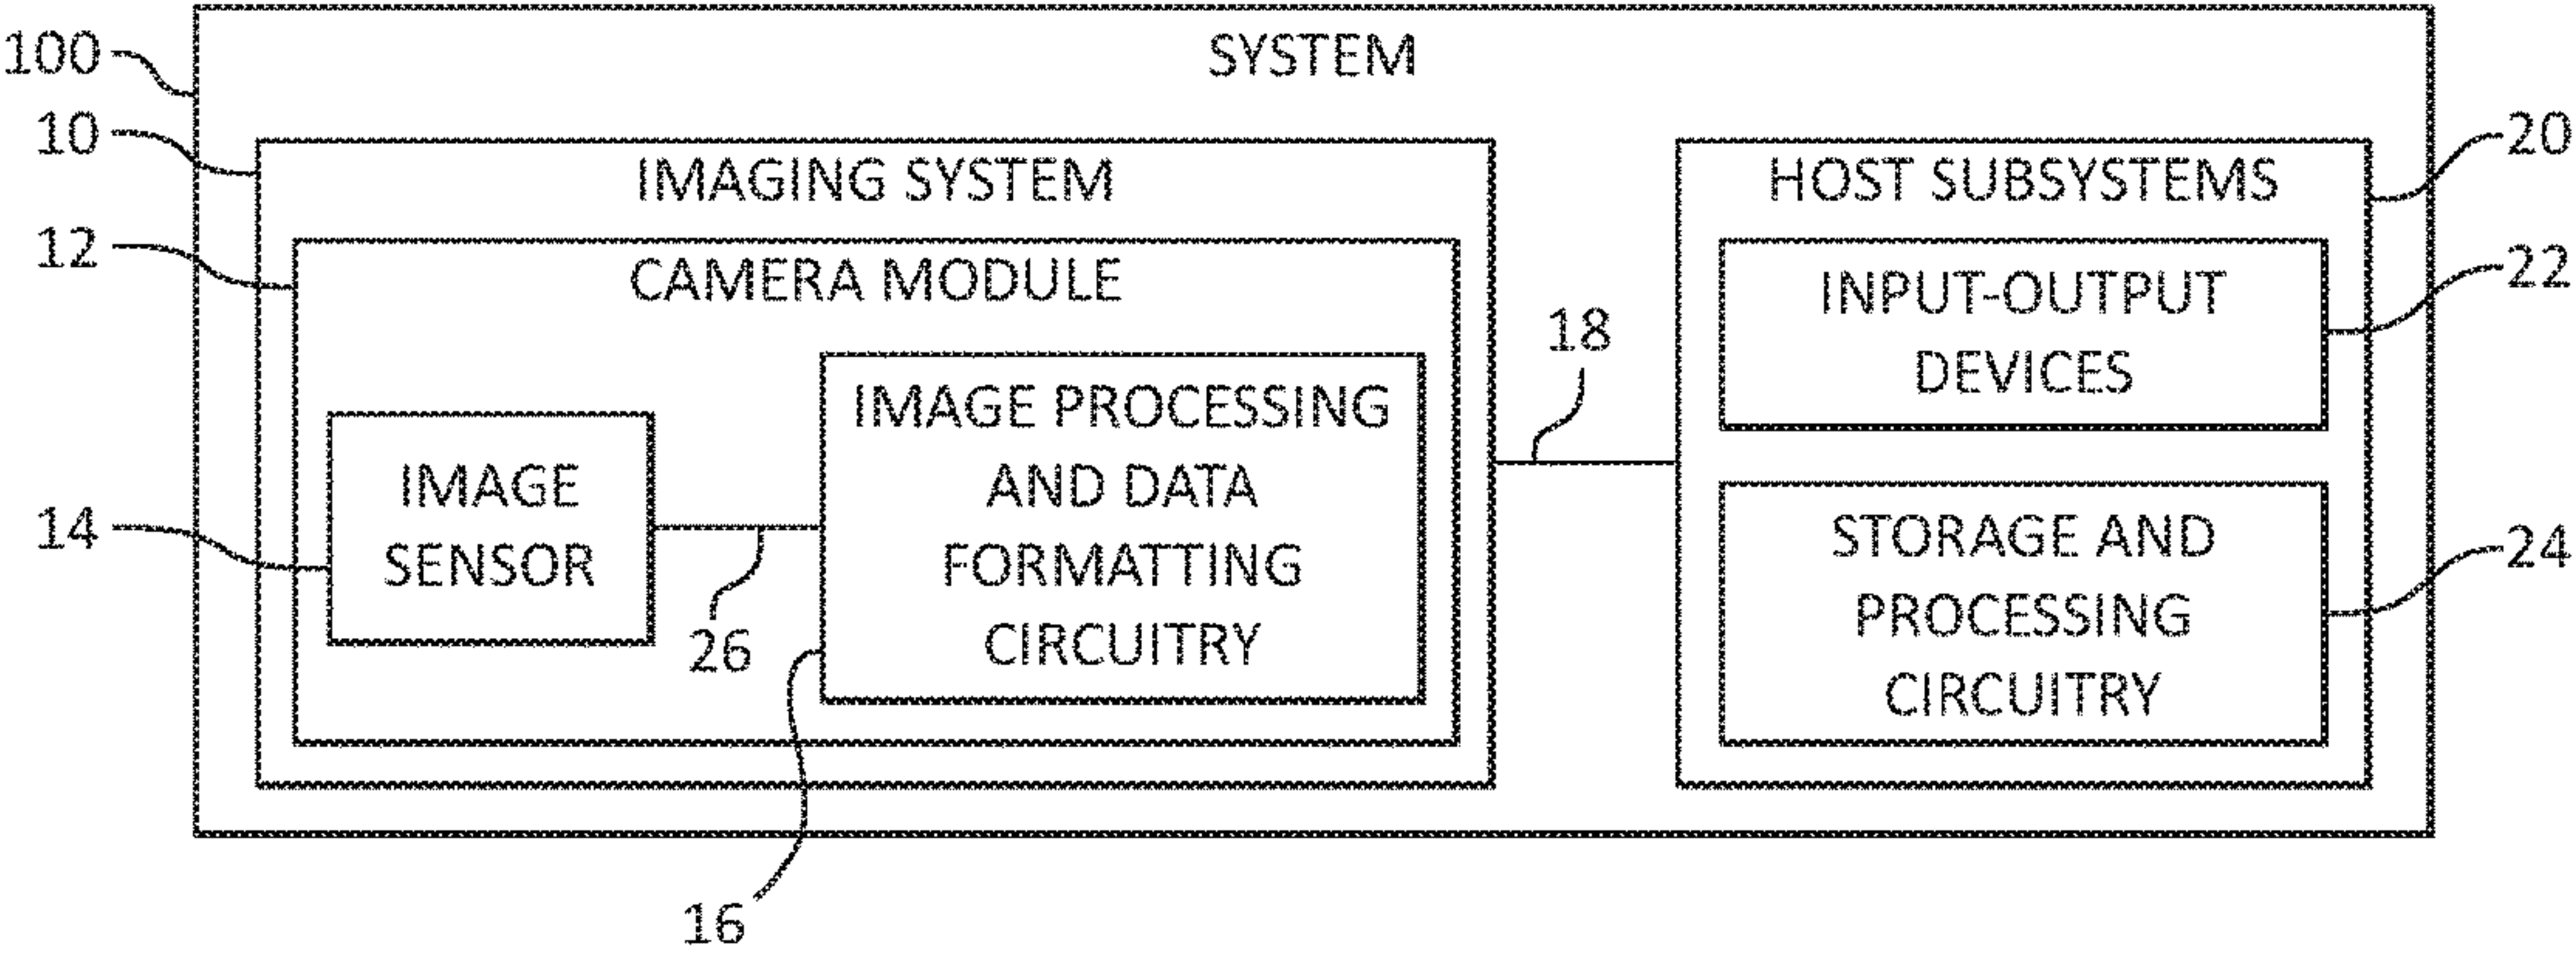 SYSTEM
100
10
IMAGING SYSTEM
12
CAMERA MODULE
14
IMAGE
SENSOR
26
IMAGE PROCESSING
AND DATA
FORMATTING
CIRCUITRY
16
18
HOST SUBSYSTEMS
20
INPUT-OUTPUT
DEVICES
22
STORAGE AND
PROCESSING
CIRCUITRY
24